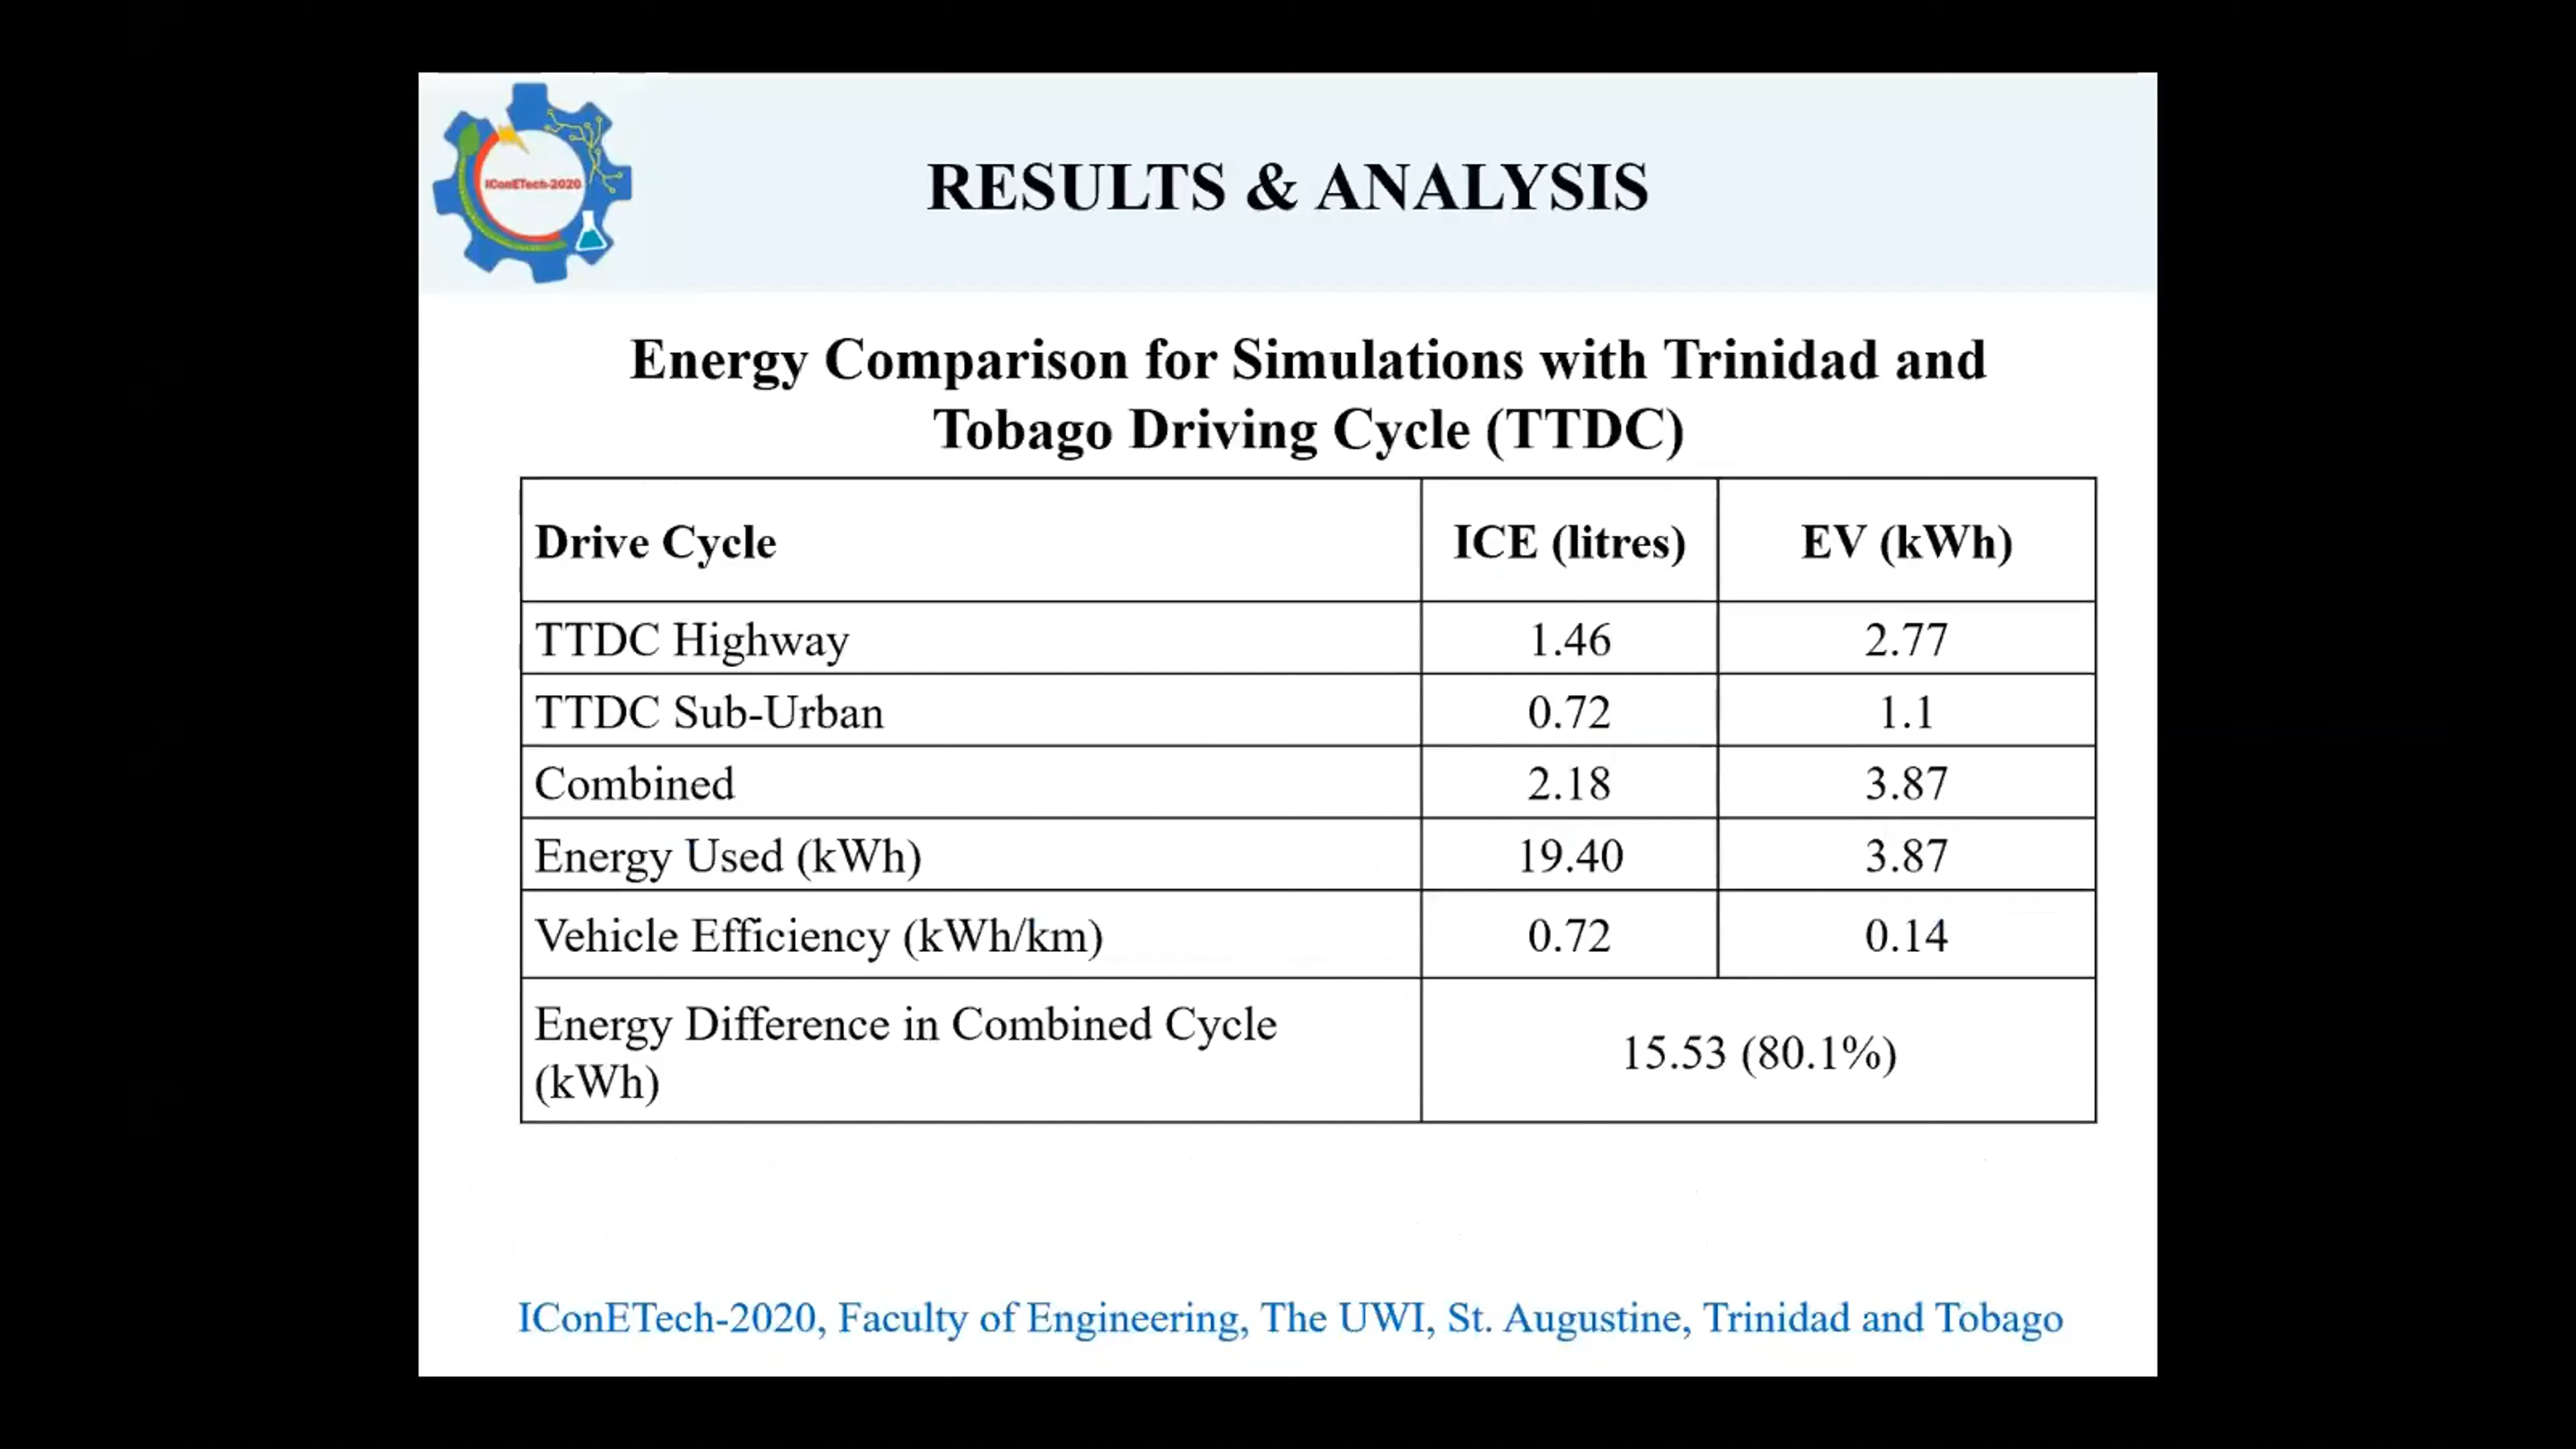 IConETech-2020
RESULTS & ANALYSIS
Energy Comparison for Simulations with Trinidad and
Tobago Driving Cycle (TTDC)
Drive Cycle ICE (litres) EV (kWh)
TTDC Highway 1.46 2.77
TTDC Sub-Urban 0.72 1.1
Combined 2.18 3.87
Energy Used (kWh) 19.40 3.87
Vehicle Efficiency (kWh/km) 0.72 0.14
Energy Difference in Combined Cycle
(kWh) 15.53 (80.1%)
IConETech-2020, Faculty of Engineering, The UWI, St. Augustine, Trinidad and Tobago